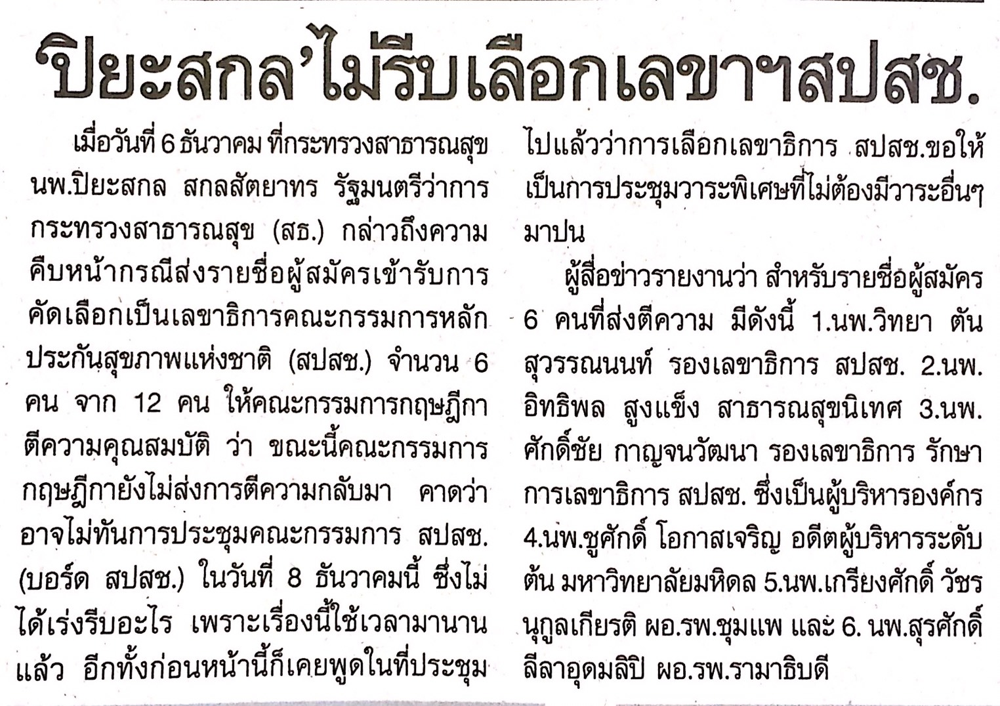 'ปิยะสกล'ไม่รีบเลือกเลขาฯสปสช.
เมื่อวันที่ 6 ธันวาคม ที่กระทรวงสาธารณสุข
นพ.ปิยะสกล สกลสัตยาทร รัฐมนตรีว่าการ
กระทรวงสาธารณสุข (สธ.) กล่าวถึงความ
คืบหน้ากรณีส่งรายชื่อผู้สมัครเข้ารับการ
คัดเลือกเป็นเลขาธิการคณะกรรมการหลัก
ประกันสุขภาพแห่งชาติ (สปสช.) จำนวน 6
คน จาก 12 คน ให้คณะกรรมการกฤษฎีกา
ตีความคุณสมบัติ ว่า ขณะนี้คณะกรรมการ
กฤษฎีกายังไม่ส่งการตีความกลับมา คาดว่า
อาจไม่ทันการประชุมคณะกรรมการ สปสช.
(บอร์ด สปสช.) ในวันที่ 8 ธันวาคมนี้ ซึ่งไม่
ได้เร่งรีบอะไร เพราะเรื่องนี้ใช้เวลามานาน
แล้ว อีกทั้งก่อนหน้านี้ก็เคยพูดในที่ประชุม
ไปแล้วว่าการเลือกเลขาธิการ สปสช.ขอให้
เป็นการประชุมวาระพิเศษที่ไม่ต้องมีวาระอื่นๆ
มาปน
ผู้สื่อข่าวรายงานว่า สำหรับรายชื่อผู้สมัคร
6 คนที่ส่งตีความ มีดังนี้ 1.นพ.วิทยา ตัน
สุวรรณนนท์ รองเลขาธิการ สปสช. 2.นพ.
อิทธิพล สูงแข็ง สาธารณสุขนิเทศ 3.นพ.
ศักดิ์ชัย กาญจนวัฒนา รองเลขาธิการ รักษา
การเลขาธิการ สปสช. ซึ่งเป็นผู้บริหารองค์กร
4.นพ.ชูศักดิ์ โอกาสเจริญ อดีตผู้บริหารระดับ
ต้น มหาวิทยาลัยมหิดล 5.นพ.เกรียงศักดิ์ วัชร
นุกูลเกียรติ ผอ.รพ.ชุมแพ และ 6. นพ.สุรศักดิ์
ลีลาอุดมลิปิ ผอ.รพ.รามาธิบดี